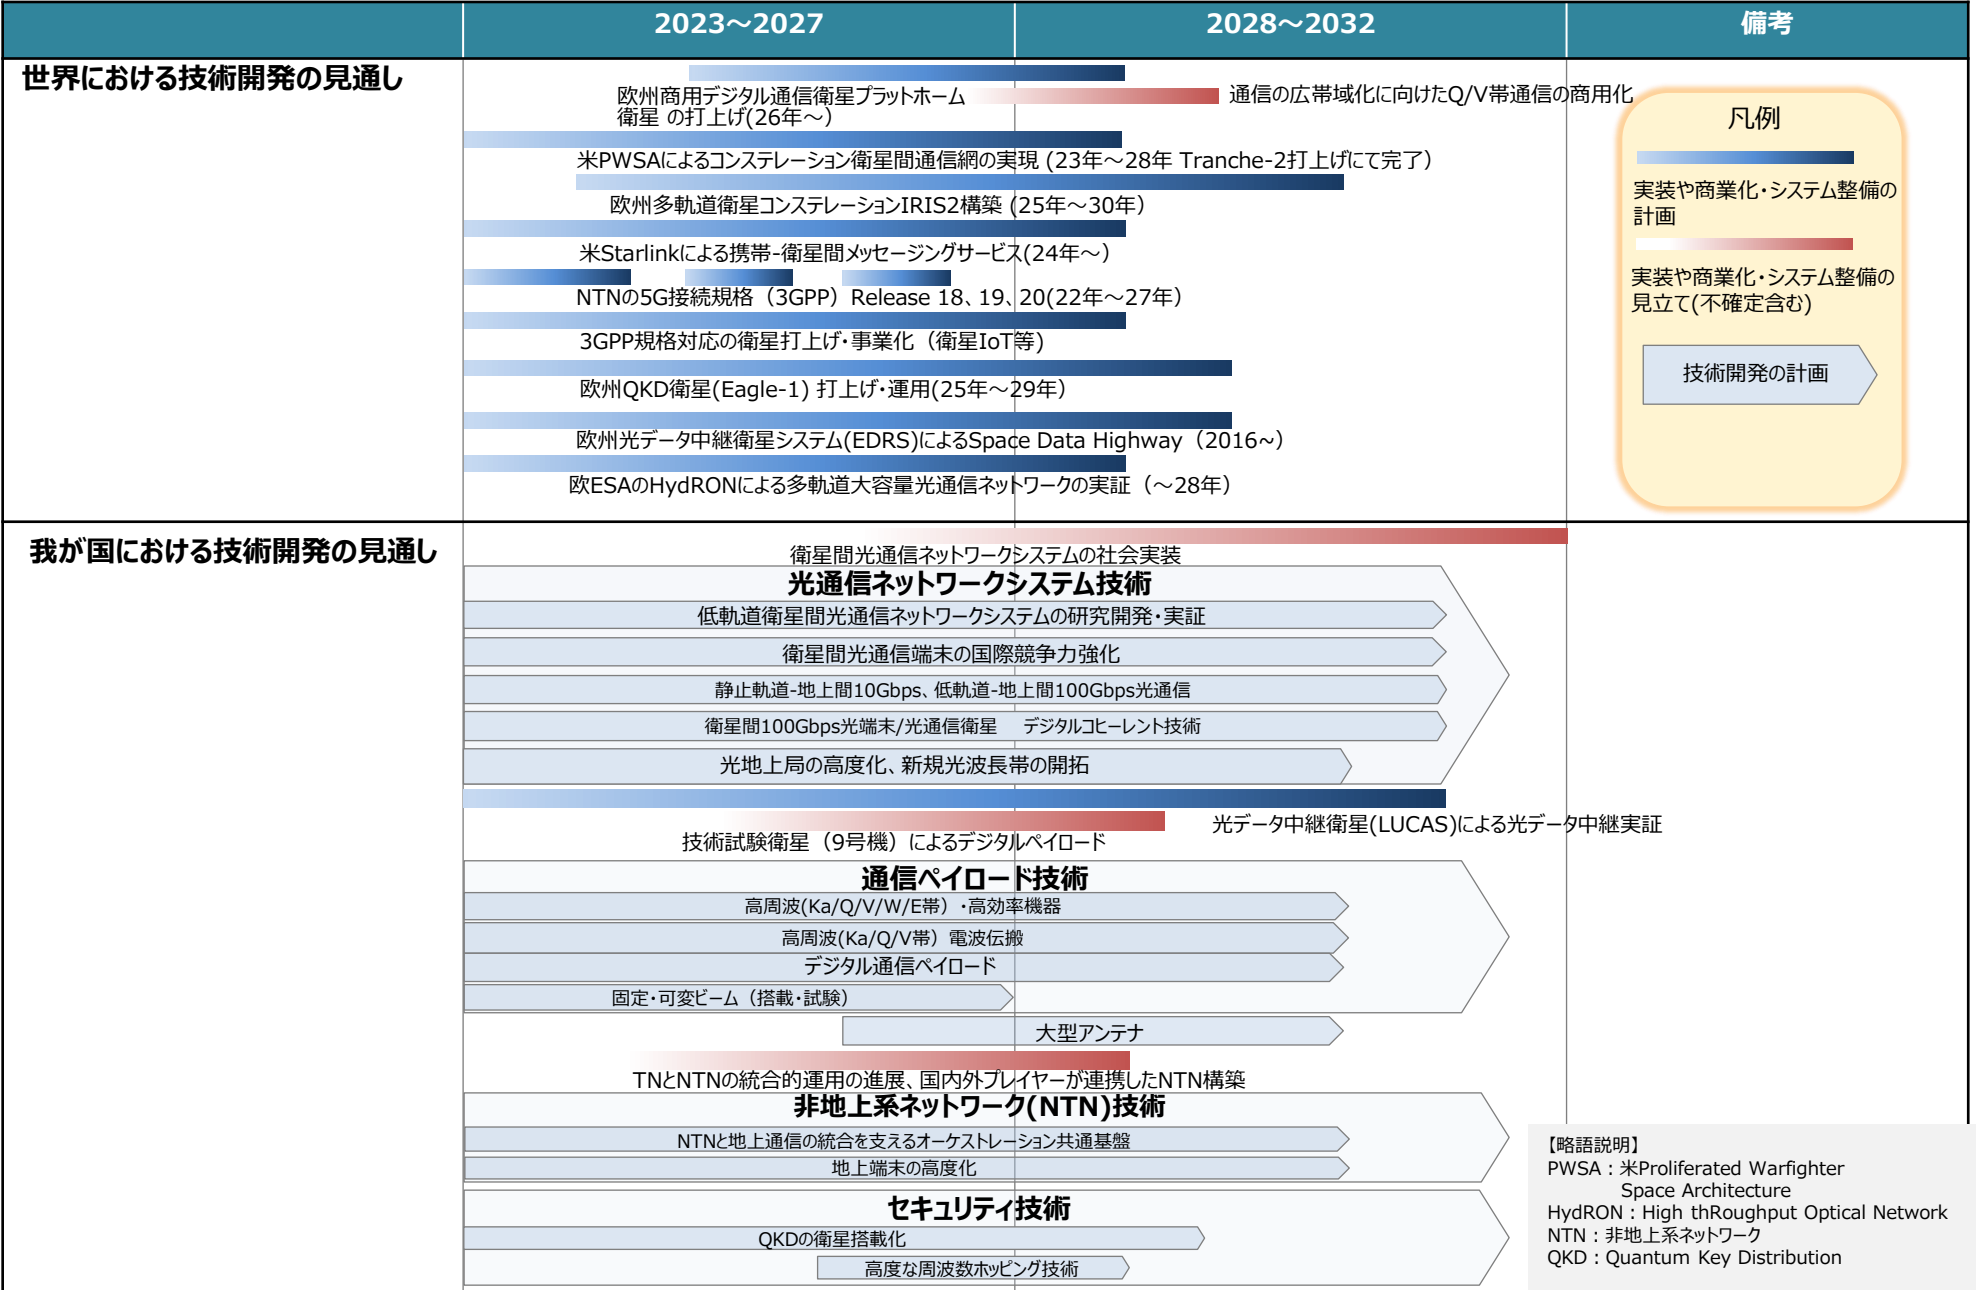 2023～2027
2028～2032
備考
世界における技術開発の見通し
欧州商用デジタル通信衛星プラットホーム
衛星 の打上げ(26年～)
通信の広帯域化に向けたQ/V帯通信の商用化
米PWSAによるコンステレーション衛星間通信網の実現 (23年～28年 Tranche-2打上げにて完了)
欧州多軌道衛星コンステレーションIRIS2構築 (25年～30年)
米Starlinkによる携帯-衛星間メッセージングサービス(24年～)
NTNの5G接続規格（3GPP）Release 18、19、20(22年～27年)
3GPP規格対応の衛星打上げ・事業化（衛星IoT等)
欧州QKD衛星(Eagle-1) 打上げ・運用(25年～29年)
欧州光データ中継衛星システム(EDRS)によるSpace Data Highway（2016~）
欧ESAのHydRONによる多軌道大容量光通信ネットワークの実証（～28年）
凡例
実装や商業化・システム整備の
計画
実装や商業化・システム整備の
見立て(不確定含む)
技術開発の計画
我が国における技術開発の見通し
衛星間光通信ネットワークシステムの社会実装
光通信ネットワークシステム技術
低軌道衛星間光通信ネットワークシステムの研究開発・実証
衛星間光通信端末の国際競争力強化
静止軌道-地上間10Gbps、低軌道-地上間100Gbps光通信
衛星間100Gbps光端末/光通信衛星　デジタルコヒーレント技術
光地上局の高度化、新規光波長帯の開拓
光データ中継衛星(LUCAS)による光データ中継実証
技術試験衛星（9号機）によるデジタルペイロード
通信ペイロード技術
高周波(Ka/Q/V/W/E帯）・高効率機器
高周波(Ka/Q/V帯）電波伝搬
デジタル通信ペイロード
固定・可変ビーム（搭載・試験）
大型アンテナ
TNとNTNの統合的運用の進展、国内外プレイヤーが連携したNTN構築
非地上系ネットワーク(NTN)技術
NTNと地上通信の統合を支えるオーケストレーション共通基盤
地上端末の高度化
セキュリティ技術
QKDの衛星搭載化
高度な周波数ホッピング技術
【略語説明】
PWSA：米Proliferated Warfighter
Space Architecture
HydRON：High thRoughput Optical Network
NTN：非地上系ネットワーク
QKD：Quantum Key Distribution